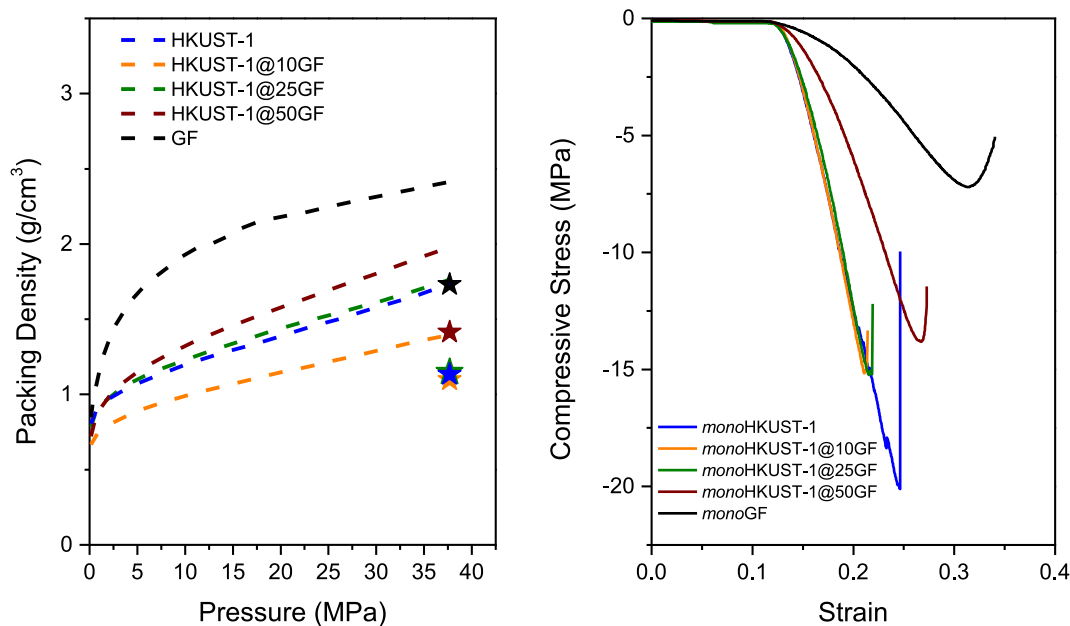 HKUST-1
HKUST-1@10GF
HKUST-1@25GF
HKUST-1@50GF
GF
Packing Density (g/cm³)
3
2
1
0
0 5 10 15 20 25 30 35 40
Pressure (MPa)
Compressive Stress (MPa)
0
-5
-10
-15
-20
monoHKUST-1
monoHKUST-1@10GF
monoHKUST-1@25GF
monoHKUST-1@50GF
monoGF
0.0 0.1 0.2 0.3 0.4
Strain